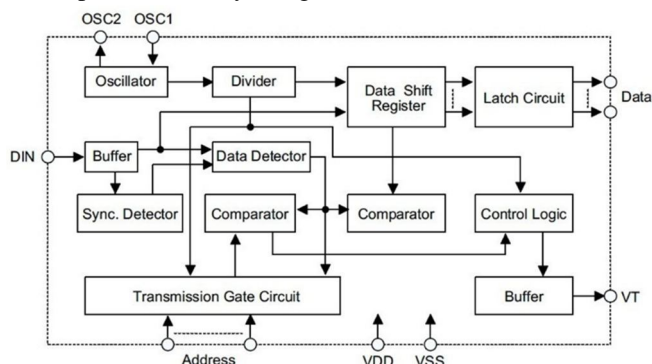 OSC2 OSC1
Oscillator
Divider
Data Shift
Register
Latch Circuit
Data
DIN
Buffer
Data Detector
Sync. Detector
Comparator
Comparator
Control Logic
Transmission Gate Circuit
Buffer
VT
Address
VDD
VSS